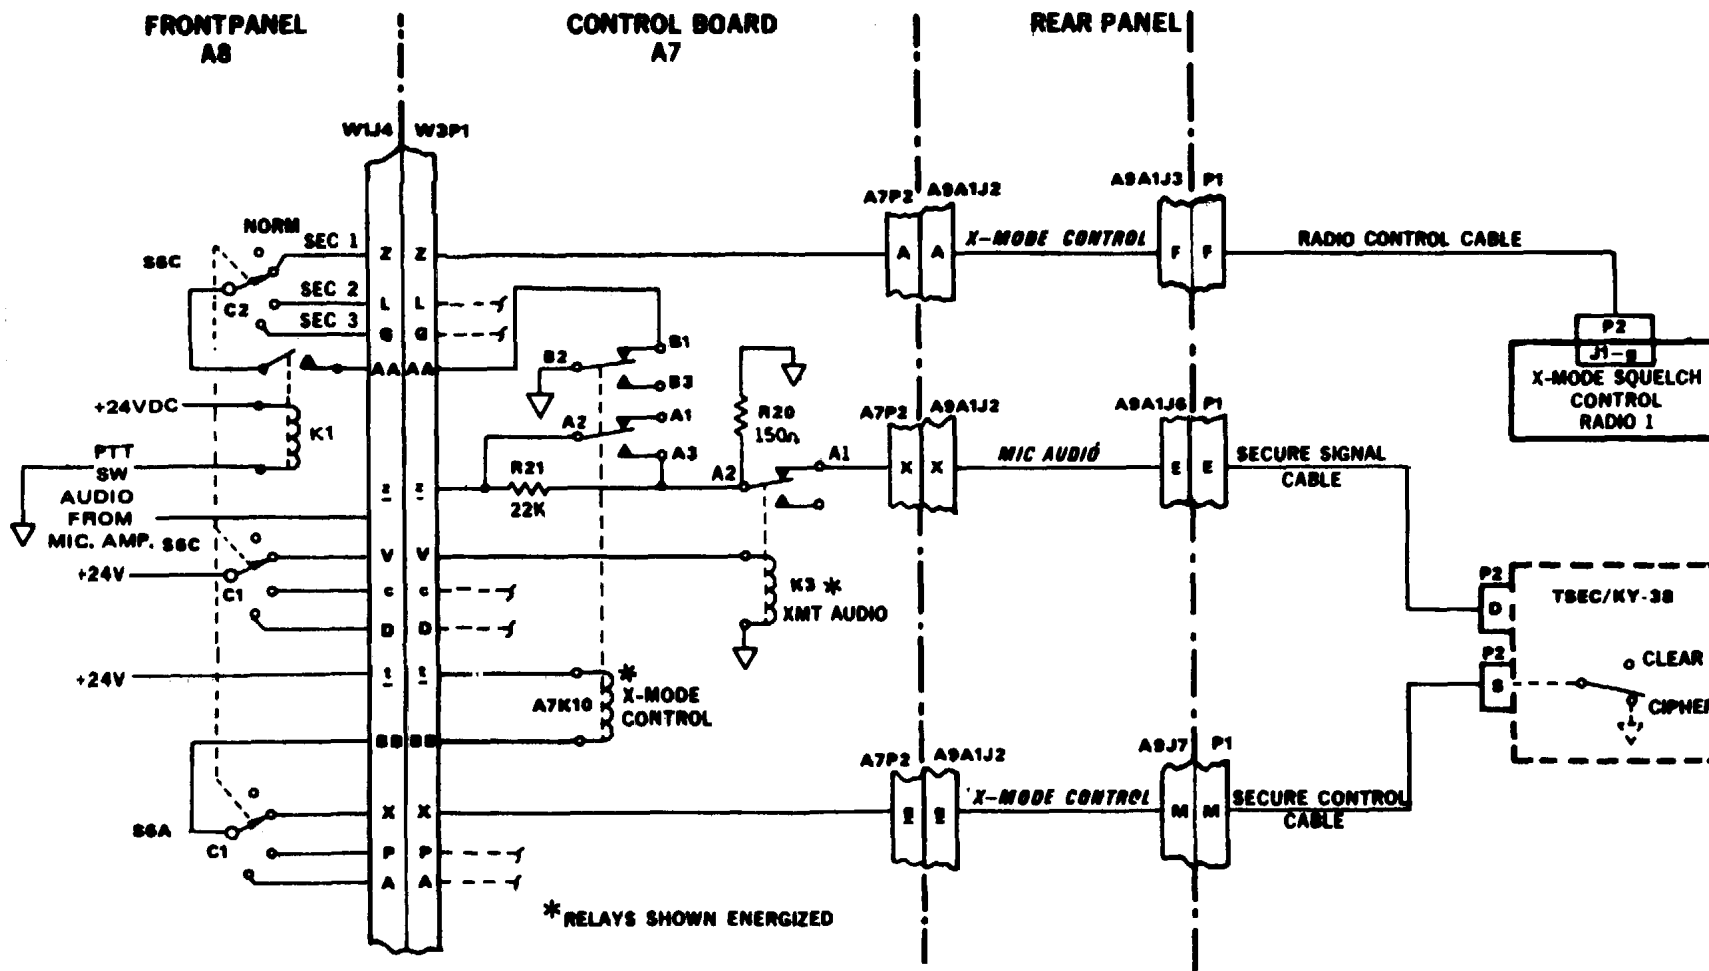 FRONTPANEL
A8
CONTROL BOARD
A7
REAR PANEL
W1J4 W3P1
A7P2 A9A1J2
A9A1J3 P1
NORM
S6C
SEC 1
Z Z
A A
X-MODE CONTROL
F F
RADIO CONTROL CABLE
C2
SEC 2
L L
SEC 3
G G
B1
P2
B2
AA AA
J1-g
B3
X-MODE SQUELCH
CONTROL
RADIO 1
+24VDC
K1
A2
A1
R20
150Ω
A7P2 A9A1J2
A9A1J6 P1
PTT
SW
A3
A2
A1
X X
MIC AUDIO
E E
SECURE SIGNAL
CABLE
R21
22K
z z
AUDIO
FROM
MIC. AMP.
S6C
V V
+24V
C1
c c
K3 *
XMT AUDIO
P2
D
TSEC/KY-38
D D
+24V
t t
*
A7K10
X-MODE
CONTROL
P2
S
CLEAR
CIPHER
BB BB
A7P2 A9A1J2
A9J7 P1
S6A
C1
X X
e e
X-MODE CONTROL
M M
SECURE CONTROL
CABLE
P P
A A
*RELAYS SHOWN ENERGIZED